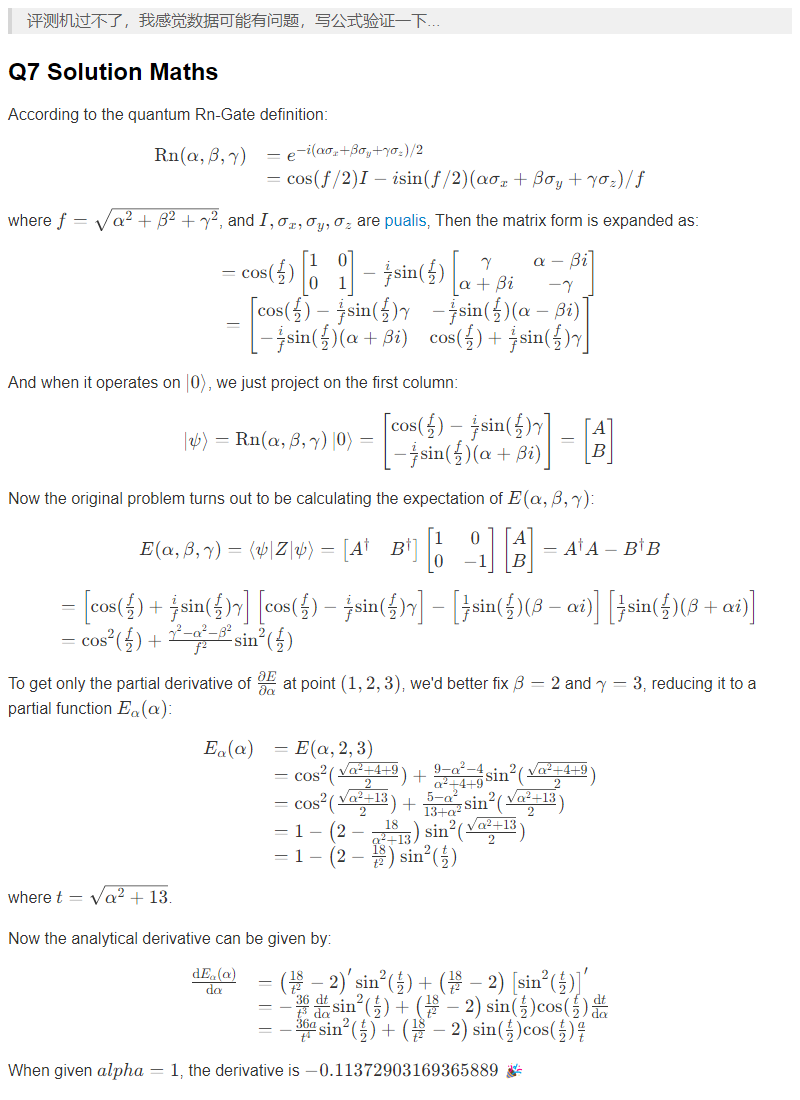 评测机过不了，我感觉数据可能有问题，写公式验证一下...
Q7 Solution Maths
According to the quantum Rn-Gate definition:
Rn(α, β, γ) = e^{-i(ασ_x+βσ_y+γσ_z)/2}
= cos(f/2)I − isin(f/2)(ασ_x + βσ_y + γσ_z)/f
where f = √(α² + β² + γ²), and I, σ_x, σ_y, σ_z are pualis, Then the matrix form is expanded as:
= cos(f/2) [1 0; 0 1] − (i/f)sin(f/2) [γ α − βi; α + βi −γ]
= [cos(f/2) − (i/f)sin(f/2)γ −(i/f)sin(f/2)(α − βi); −(i/f)sin(f/2)(α + βi) cos(f/2) + (i/f)sin(f/2)γ]
And when it operates on |0⟩, we just project on the first column:
|ψ⟩ = Rn(α, β, γ) |0⟩ = [cos(f/2) − (i/f)sin(f/2)γ; −(i/f)sin(f/2)(α + βi)] = [A; B]
Now the original problem turns out to be calculating the expectation of E(α, β, γ):
E(α, β, γ) = ⟨ψ|Z|ψ⟩ = [A† B†] [1 0; 0 −1] [A; B] = A†A − B†B
= [cos(f/2) + (i/f)sin(f/2)γ] [cos(f/2) − (i/f)sin(f/2)γ] − [(1/f)sin(f/2)(β − αi)] [(1/f)sin(f/2)(β + αi)]
= cos²(f/2) + ((γ²−α²−β²)/f²)sin²(f/2)
To get only the partial derivative of ∂E/∂α at point (1, 2, 3), we'd better fix β = 2 and γ = 3, reducing it to a
partial function E_α(α):
E_α(α) = E(α, 2, 3)
= cos²(√(α²+4+9)/2) + ((9−α²−4)/(α²+4+9))sin²(√(α²+4+9)/2)
= cos²(√(α²+13)/2) + ((5−α²)/(13+α²))sin²(√(α²+13)/2)
= 1 − (2 − 18/(α²+13)) sin²(√(α²+13)/2)
= 1 − (2 − 18/t²) sin²(t/2)
where t = √(α² + 13).
Now the analytical derivative can be given by:
dE_α(α)/dα = (18/t² − 2)′ sin²(t/2) + (18/t² − 2) [sin²(t/2)]′
= −(36/t³)(dt/dα)sin²(t/2) + (18/t² − 2) sin(t/2)cos(t/2)(dt/dα)
= −(36a/t⁴)sin²(t/2) + (18/t² − 2) sin(t/2)cos(t/2)(a/t)
When given alpha = 1, the derivative is −0.11372903169365889 🎉